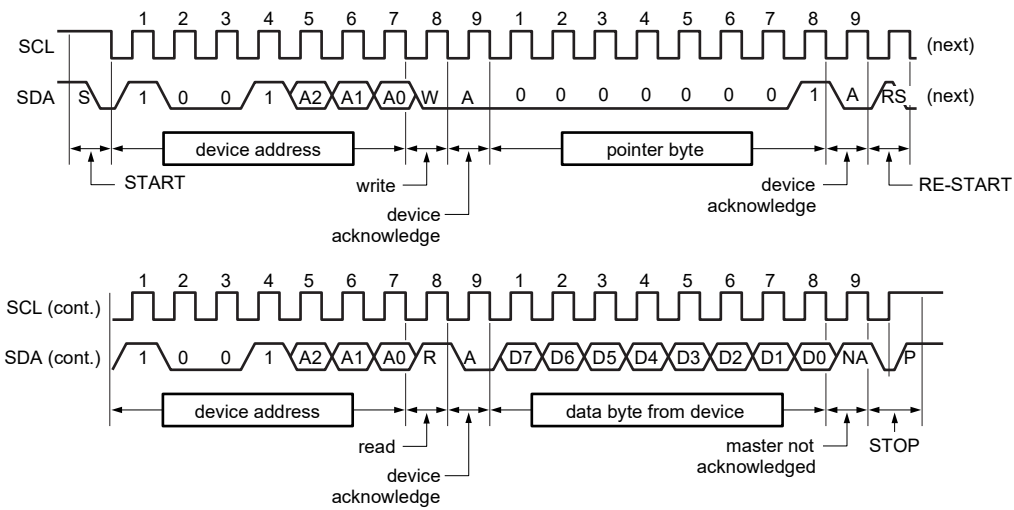 1 2 3 4 5 6 7 8 9 1 2 3 4 5 6 7 8 9
SCL (next)
SDA S 1 0 0 1 A2 A1 A0 W A 0 0 0 0 0 0 0 1 A RS (next)
device address pointer byte
START write device acknowledge device acknowledge RE-START
1 2 3 4 5 6 7 8 9 1 2 3 4 5 6 7 8 9
SCL (cont.)
SDA (cont.) 1 0 0 1 A2 A1 A0 R A D7 D6 D5 D4 D3 D2 D1 D0 NA P
device address data byte from device
read device acknowledge master not acknowledged STOP